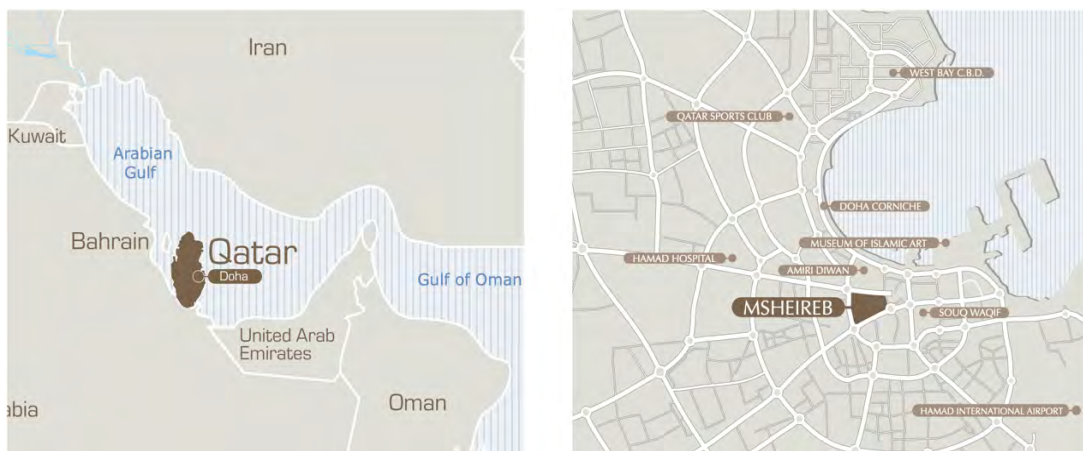 Iran
Kuwait
Arabian
Gulf
Bahrain
Qatar
Doha
Gulf of Oman
United Arab
Emirates
Oman
abia
WEST BAY C.B.D.
QATAR SPORTS CLUB
DOHA CORNICHE
MUSEUM OF ISLAMIC ART
HAMAD HOSPITAL
AMIRI DIWAN
MSHEIREB
SOUQ WAQIF
HAMAD INTERNATIONAL AIRPORT